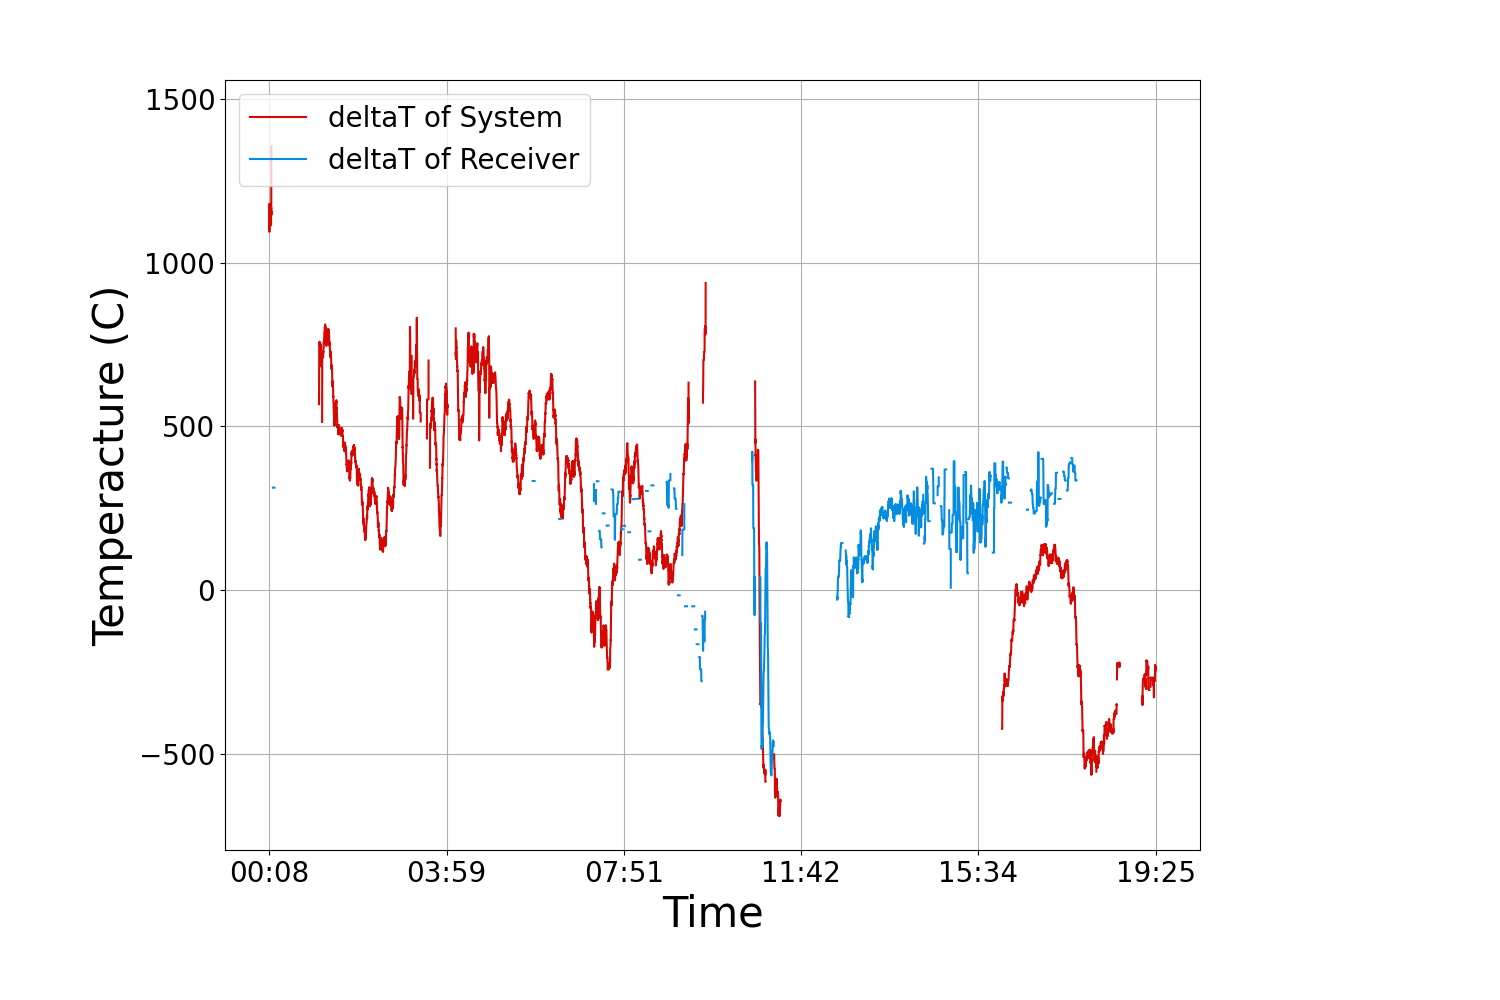 deltaT of System
deltaT of Receiver
1500
1000
500
0
−500
Temperacture (C)
00:08 03:59 07:51 11:42 15:34 19:25
Time